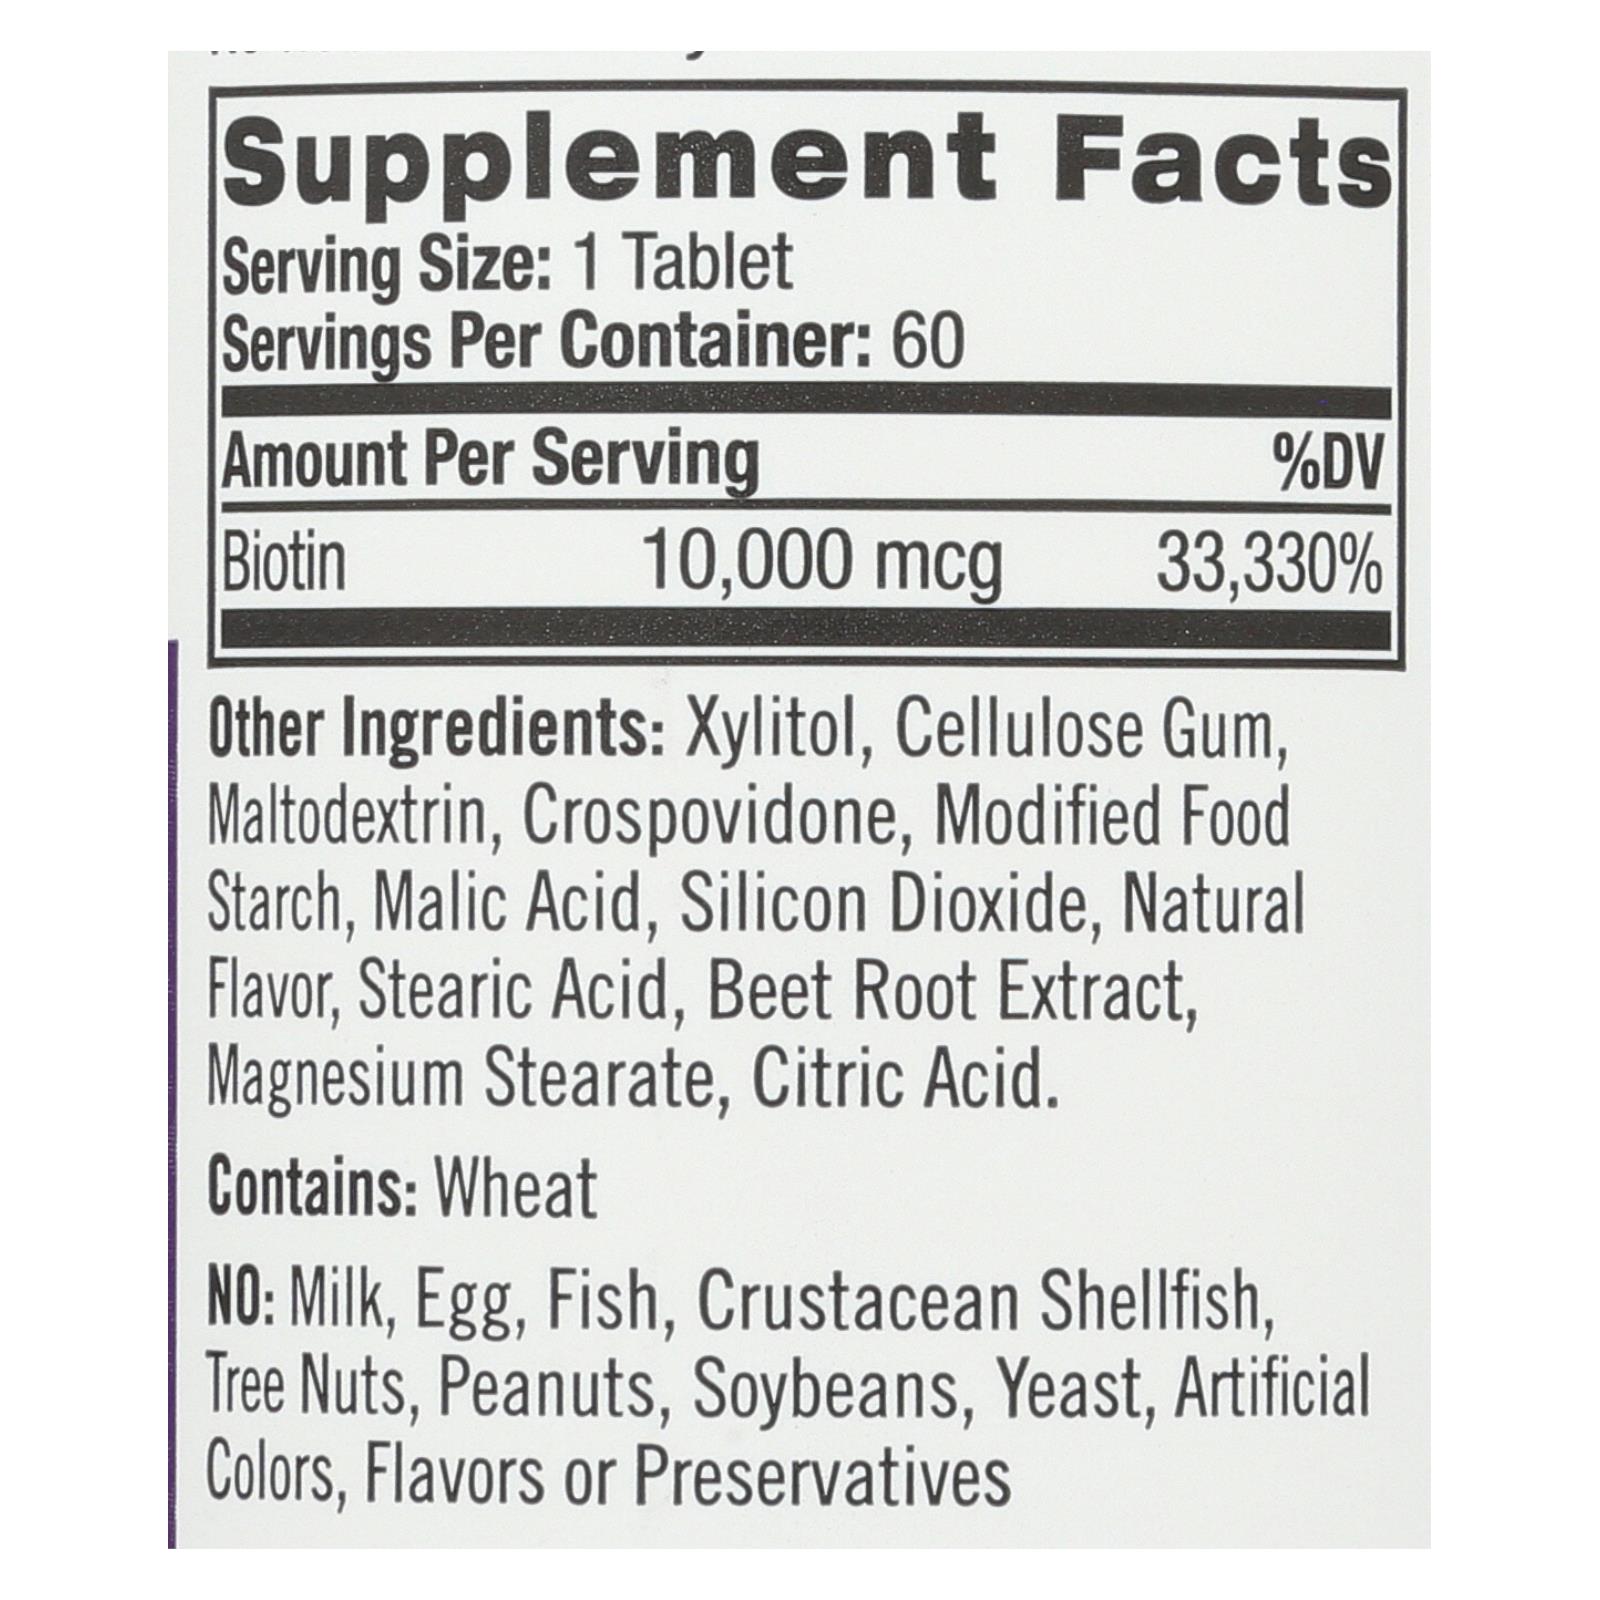 Supplement Facts
Serving Size: 1 Tablet
Servings Per Container: 60
Amount Per Serving %DV
Biotin 10,000 mcg 33,330%
Other Ingredients: Xylitol, Cellulose Gum,
Maltodextrin, Crospovidone, Modified Food
Starch, Malic Acid, Silicon Dioxide, Natural
Flavor, Stearic Acid, Beet Root Extract,
Magnesium Stearate, Citric Acid.
Contains: Wheat
NO: Milk, Egg, Fish, Crustacean Shellfish,
Tree Nuts, Peanuts, Soybeans, Yeast, Artificial
Colors, Flavors or Preservatives